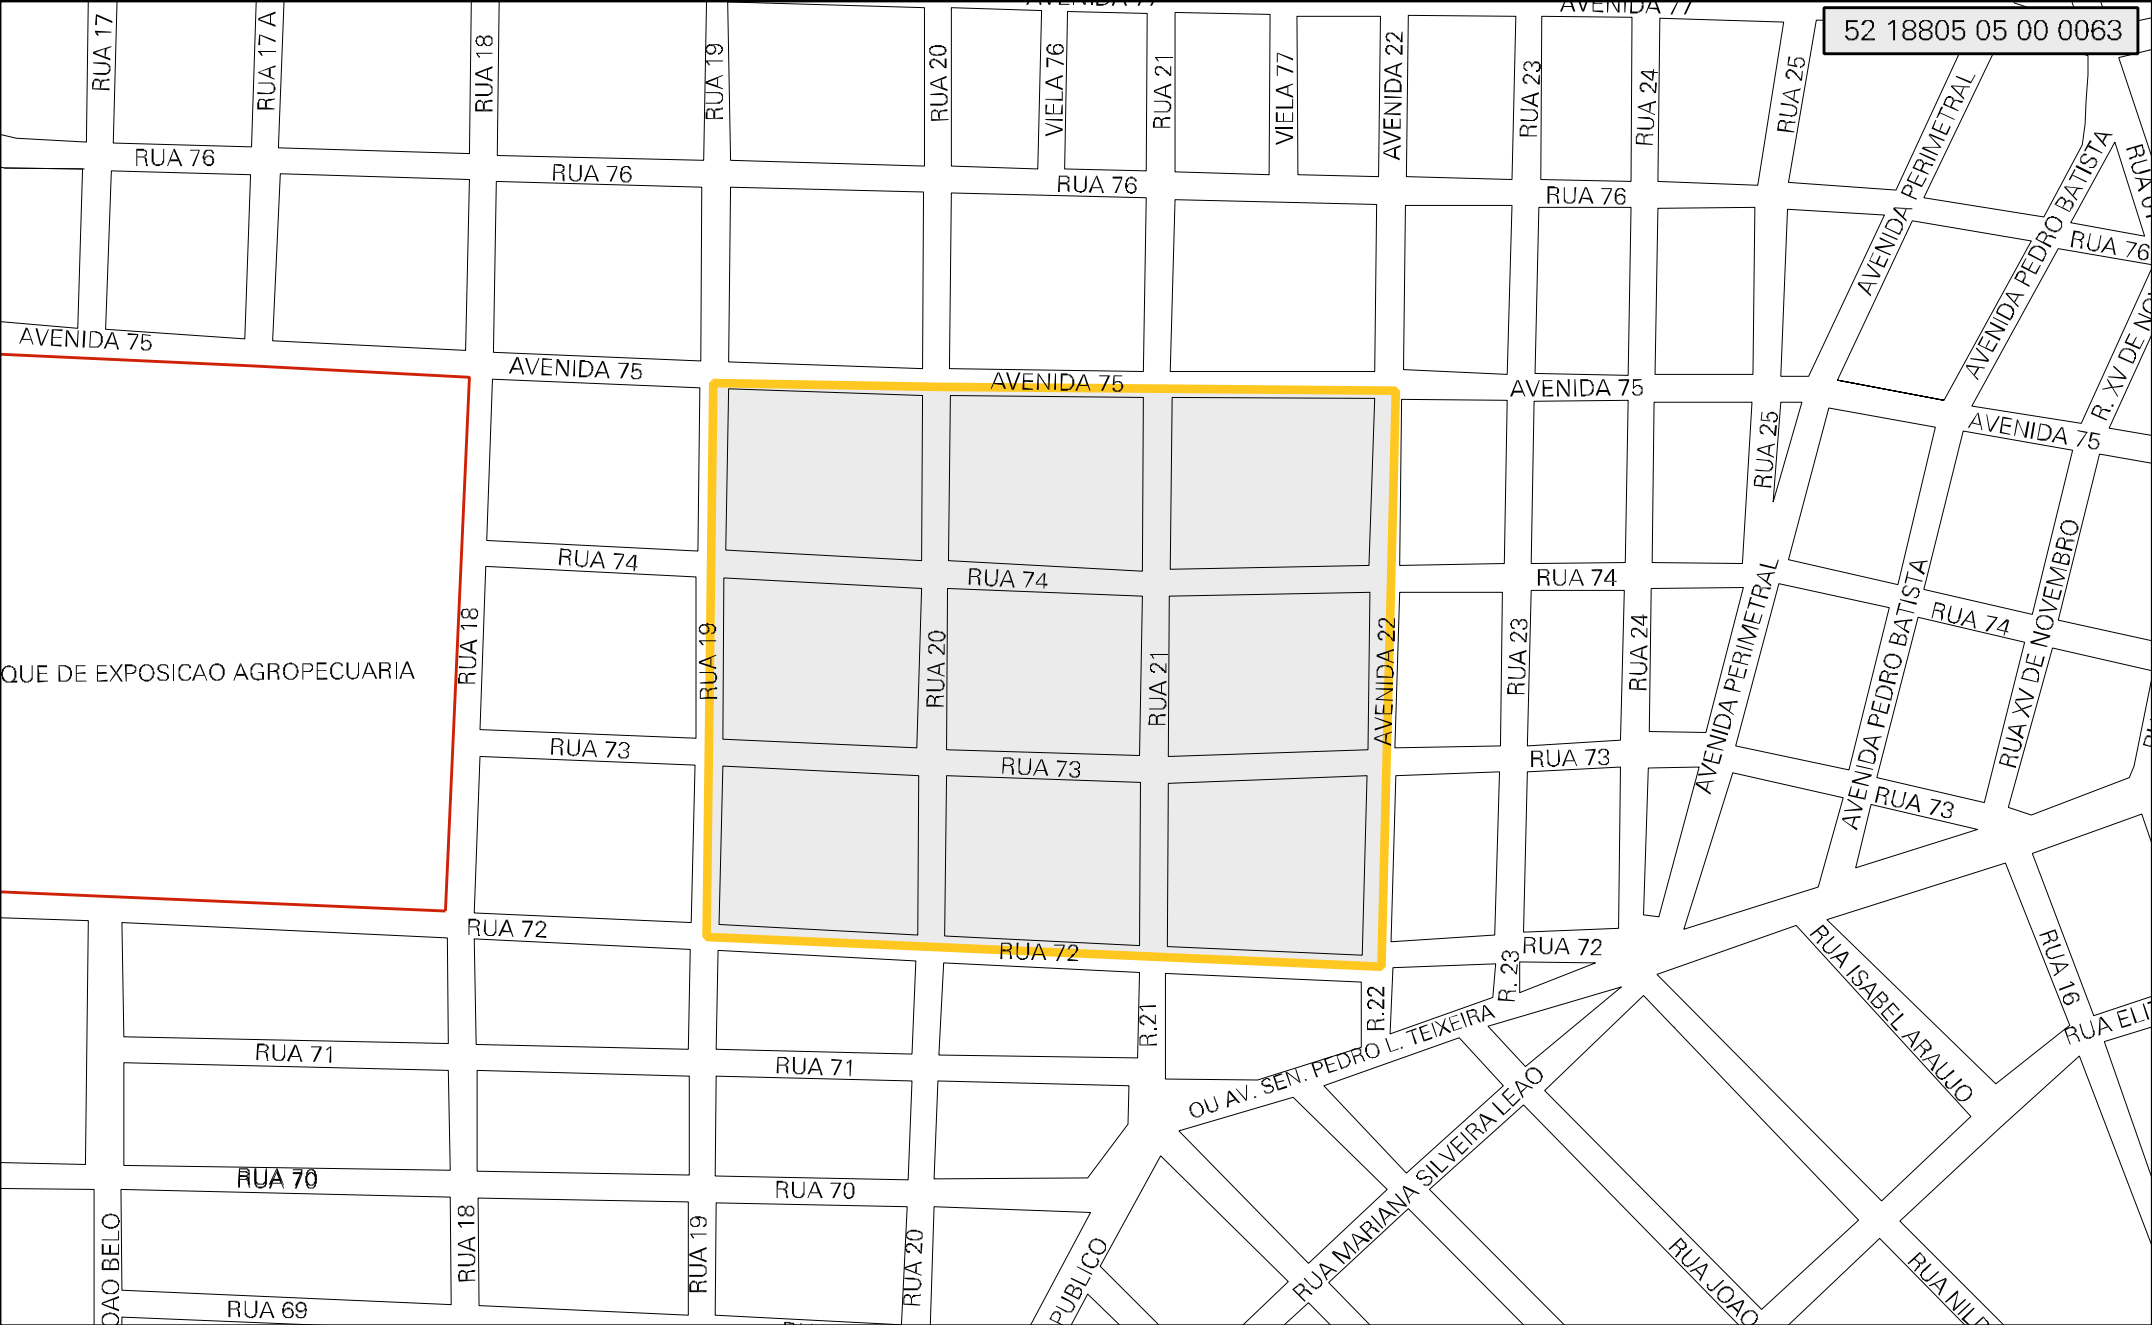 AVENIDA 77
AVENIDA 77
52 18805 05 00 0063
RUA 17
RUA 17 A
RUA 18
RUA 19
RUA 20
VIELA 76
RUA 21
VIELA 77
AVENIDA 22
RUA 23
RUA 24
RUA 25
AVENIDA PERIMETRAL
AVENIDA PEDRO BATISTA
RUA 76
RUA 76
RUA 76
RUA 76
RUA 76
AVENIDA 75
AVENIDA 75
AVENIDA 75
AVENIDA 75
AVENIDA 75
R. XV DE NO
RUA 25
RUA 74
RUA 74
RUA 74
RUA 74
RUA 18
RUA 19
RUA 20
RUA 21
AVENIDA 22
RUA 23
RUA 24
AVENIDA PERIMETRAL
AVENIDA PEDRO BATISTA
RUA XV DE NOVEMBRO
QUE DE EXPOSICAO AGROPECUARIA
RUA 73
RUA 73
RUA 73
RUA 73
RUA 72
RUA 72
RUA 72
R. 23
R.22
R.21
RUA ISABEL ARAUJO
RUA 16
RUA ELI
OU AV. SEN. PEDRO L. TEIXEIRA
RUA 71
RUA 71
RUA MARIANA SILVEIRA LEAO
RUA 70
RUA 70
OAO BELO
RUA 18
RUA 19
RUA 20
PUBLICO
RUA JOAO
RUA NILD
RUA 69